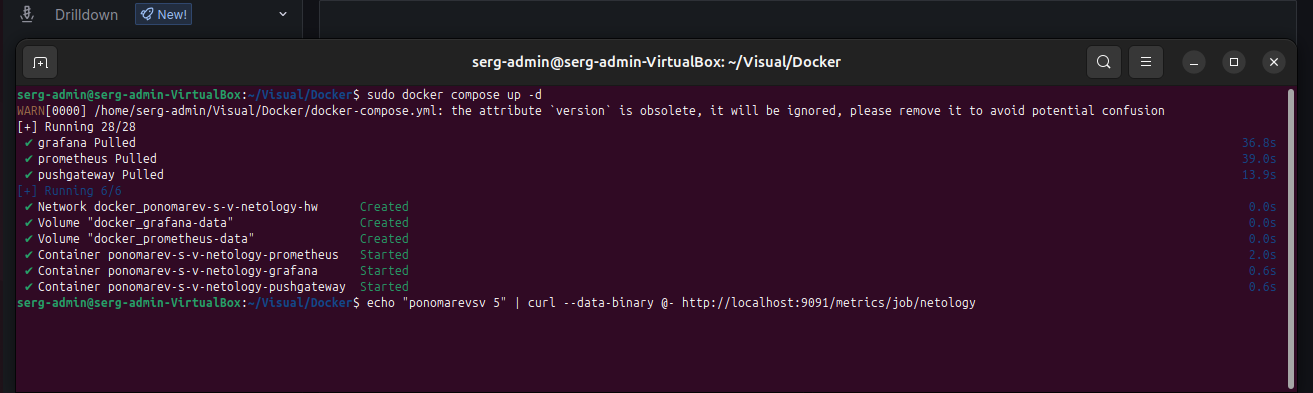 Drilldown New!
serg-admin@serg-admin-VirtualBox: ~/Visual/Docker
serg-admin@serg-admin-VirtualBox:~/Visual/Docker$ sudo docker compose up -d
WARN[0000] /home/serg-admin/Visual/Docker/docker-compose.yml: the attribute `version` is obsolete, it will be ignored, please remove it to avoid potential confusion
[+] Running 28/28
✔ grafana Pulled 36.8s
✔ prometheus Pulled 39.0s
✔ pushgateway Pulled 13.9s
[+] Running 6/6
✔ Network docker_ponomarev-s-v-netology-hw Created 0.0s
✔ Volume "docker_grafana-data" Created 0.0s
✔ Volume "docker_prometheus-data" Created 0.0s
✔ Container ponomarev-s-v-netology-prometheus Started 2.0s
✔ Container ponomarev-s-v-netology-grafana Started 0.6s
✔ Container ponomarev-s-v-netology-pushgateway Started 0.6s
serg-admin@serg-admin-VirtualBox:~/Visual/Docker$ echo "ponomarevsv 5" | curl --data-binary @- http://localhost:9091/metrics/job/netology